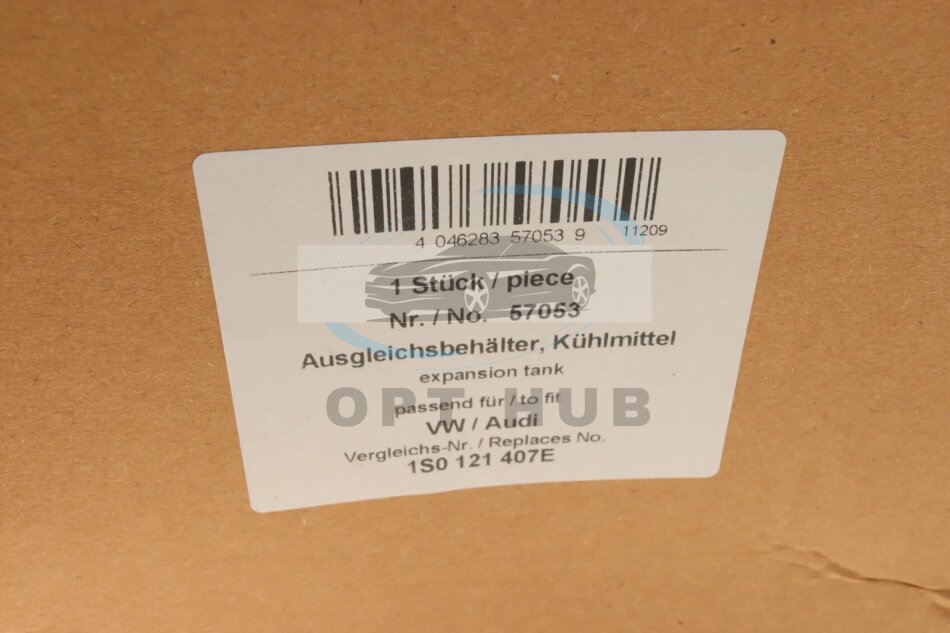 4 046283 57053 9 11209
1 Stück / piece
Nr. / No. 57053
Ausgleichsbehälter, Kühlmittel
expansion tank
OPT HUB
passend für / to fit
VW / Audi
Vergleichs-Nr. / Replaces No.
1S0 121 407E